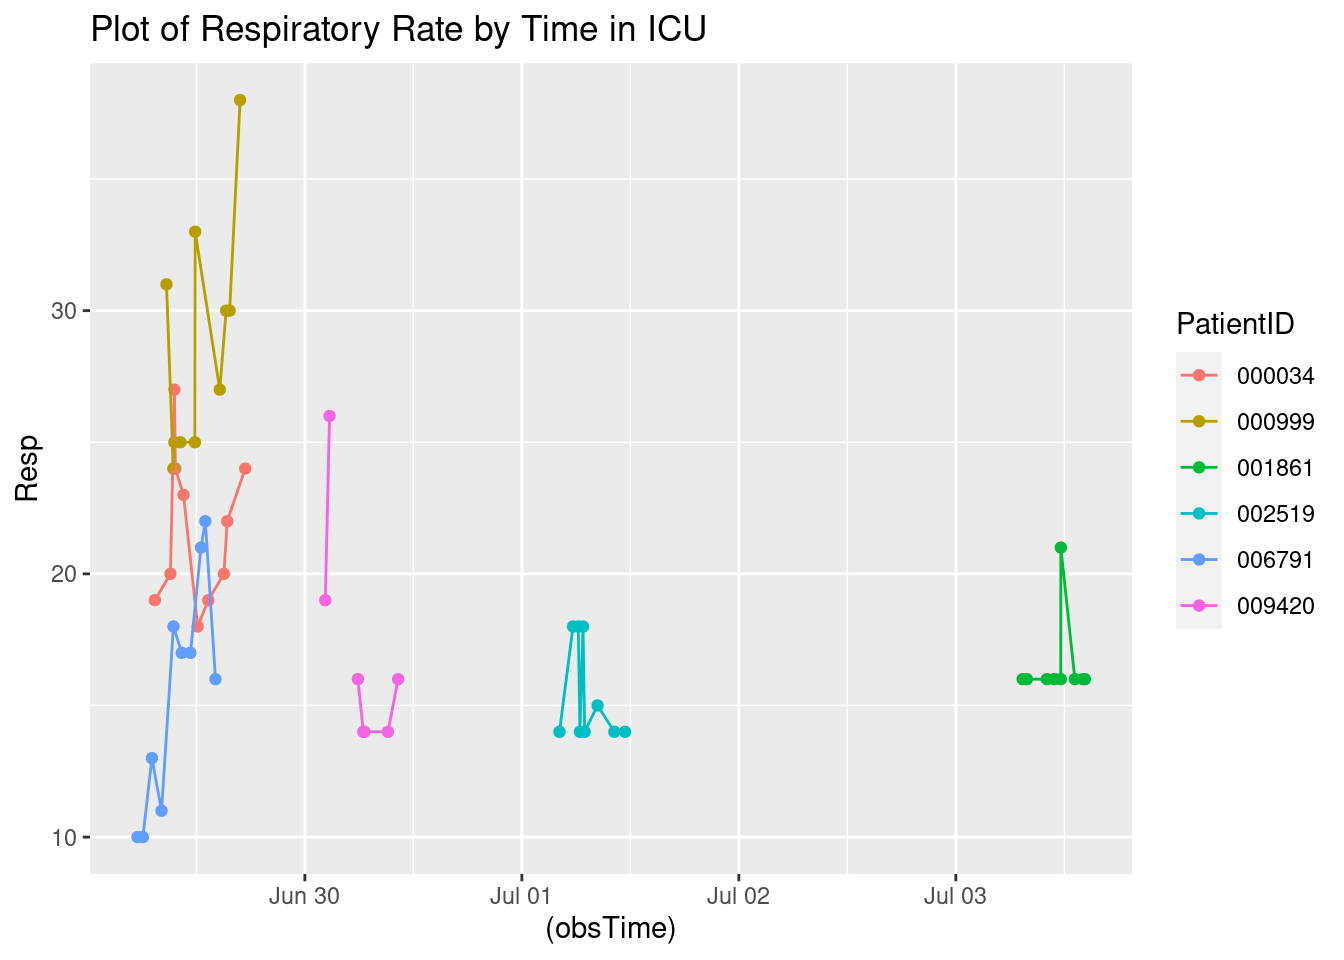 Plot of Respiratory Rate by Time in ICU
Resp
30
20
10
Jun 30
Jul 01
Jul 02
Jul 03
(obsTime)
PatientID
000034
000999
001861
002519
006791
009420